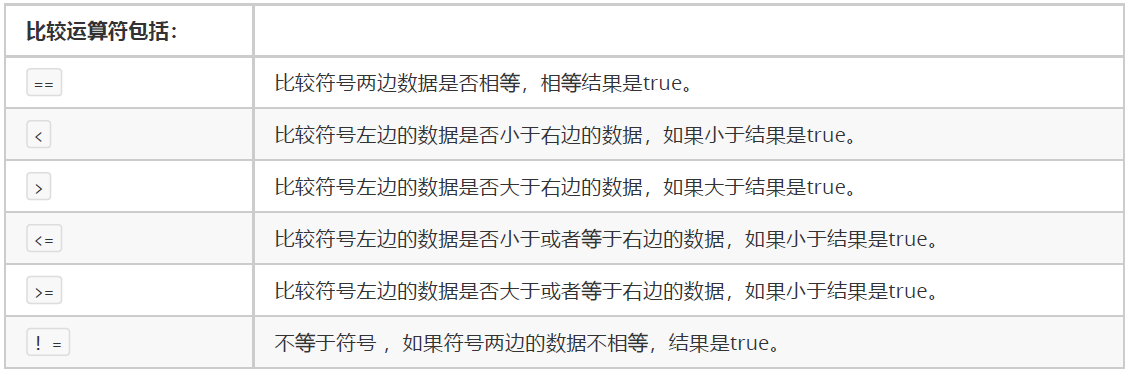 比较运算符包括：
== 比较符号两边数据是否相等，相等结果是true。
< 比较符号左边的数据是否小于右边的数据，如果小于结果是true。
> 比较符号左边的数据是否大于右边的数据，如果大于结果是true。
<= 比较符号左边的数据是否小于或者等于右边的数据，如果小于结果是true。
>= 比较符号左边的数据是否大于或者等于右边的数据，如果小于结果是true。
！= 不等于符号 ，如果符号两边的数据不相等，结果是true。